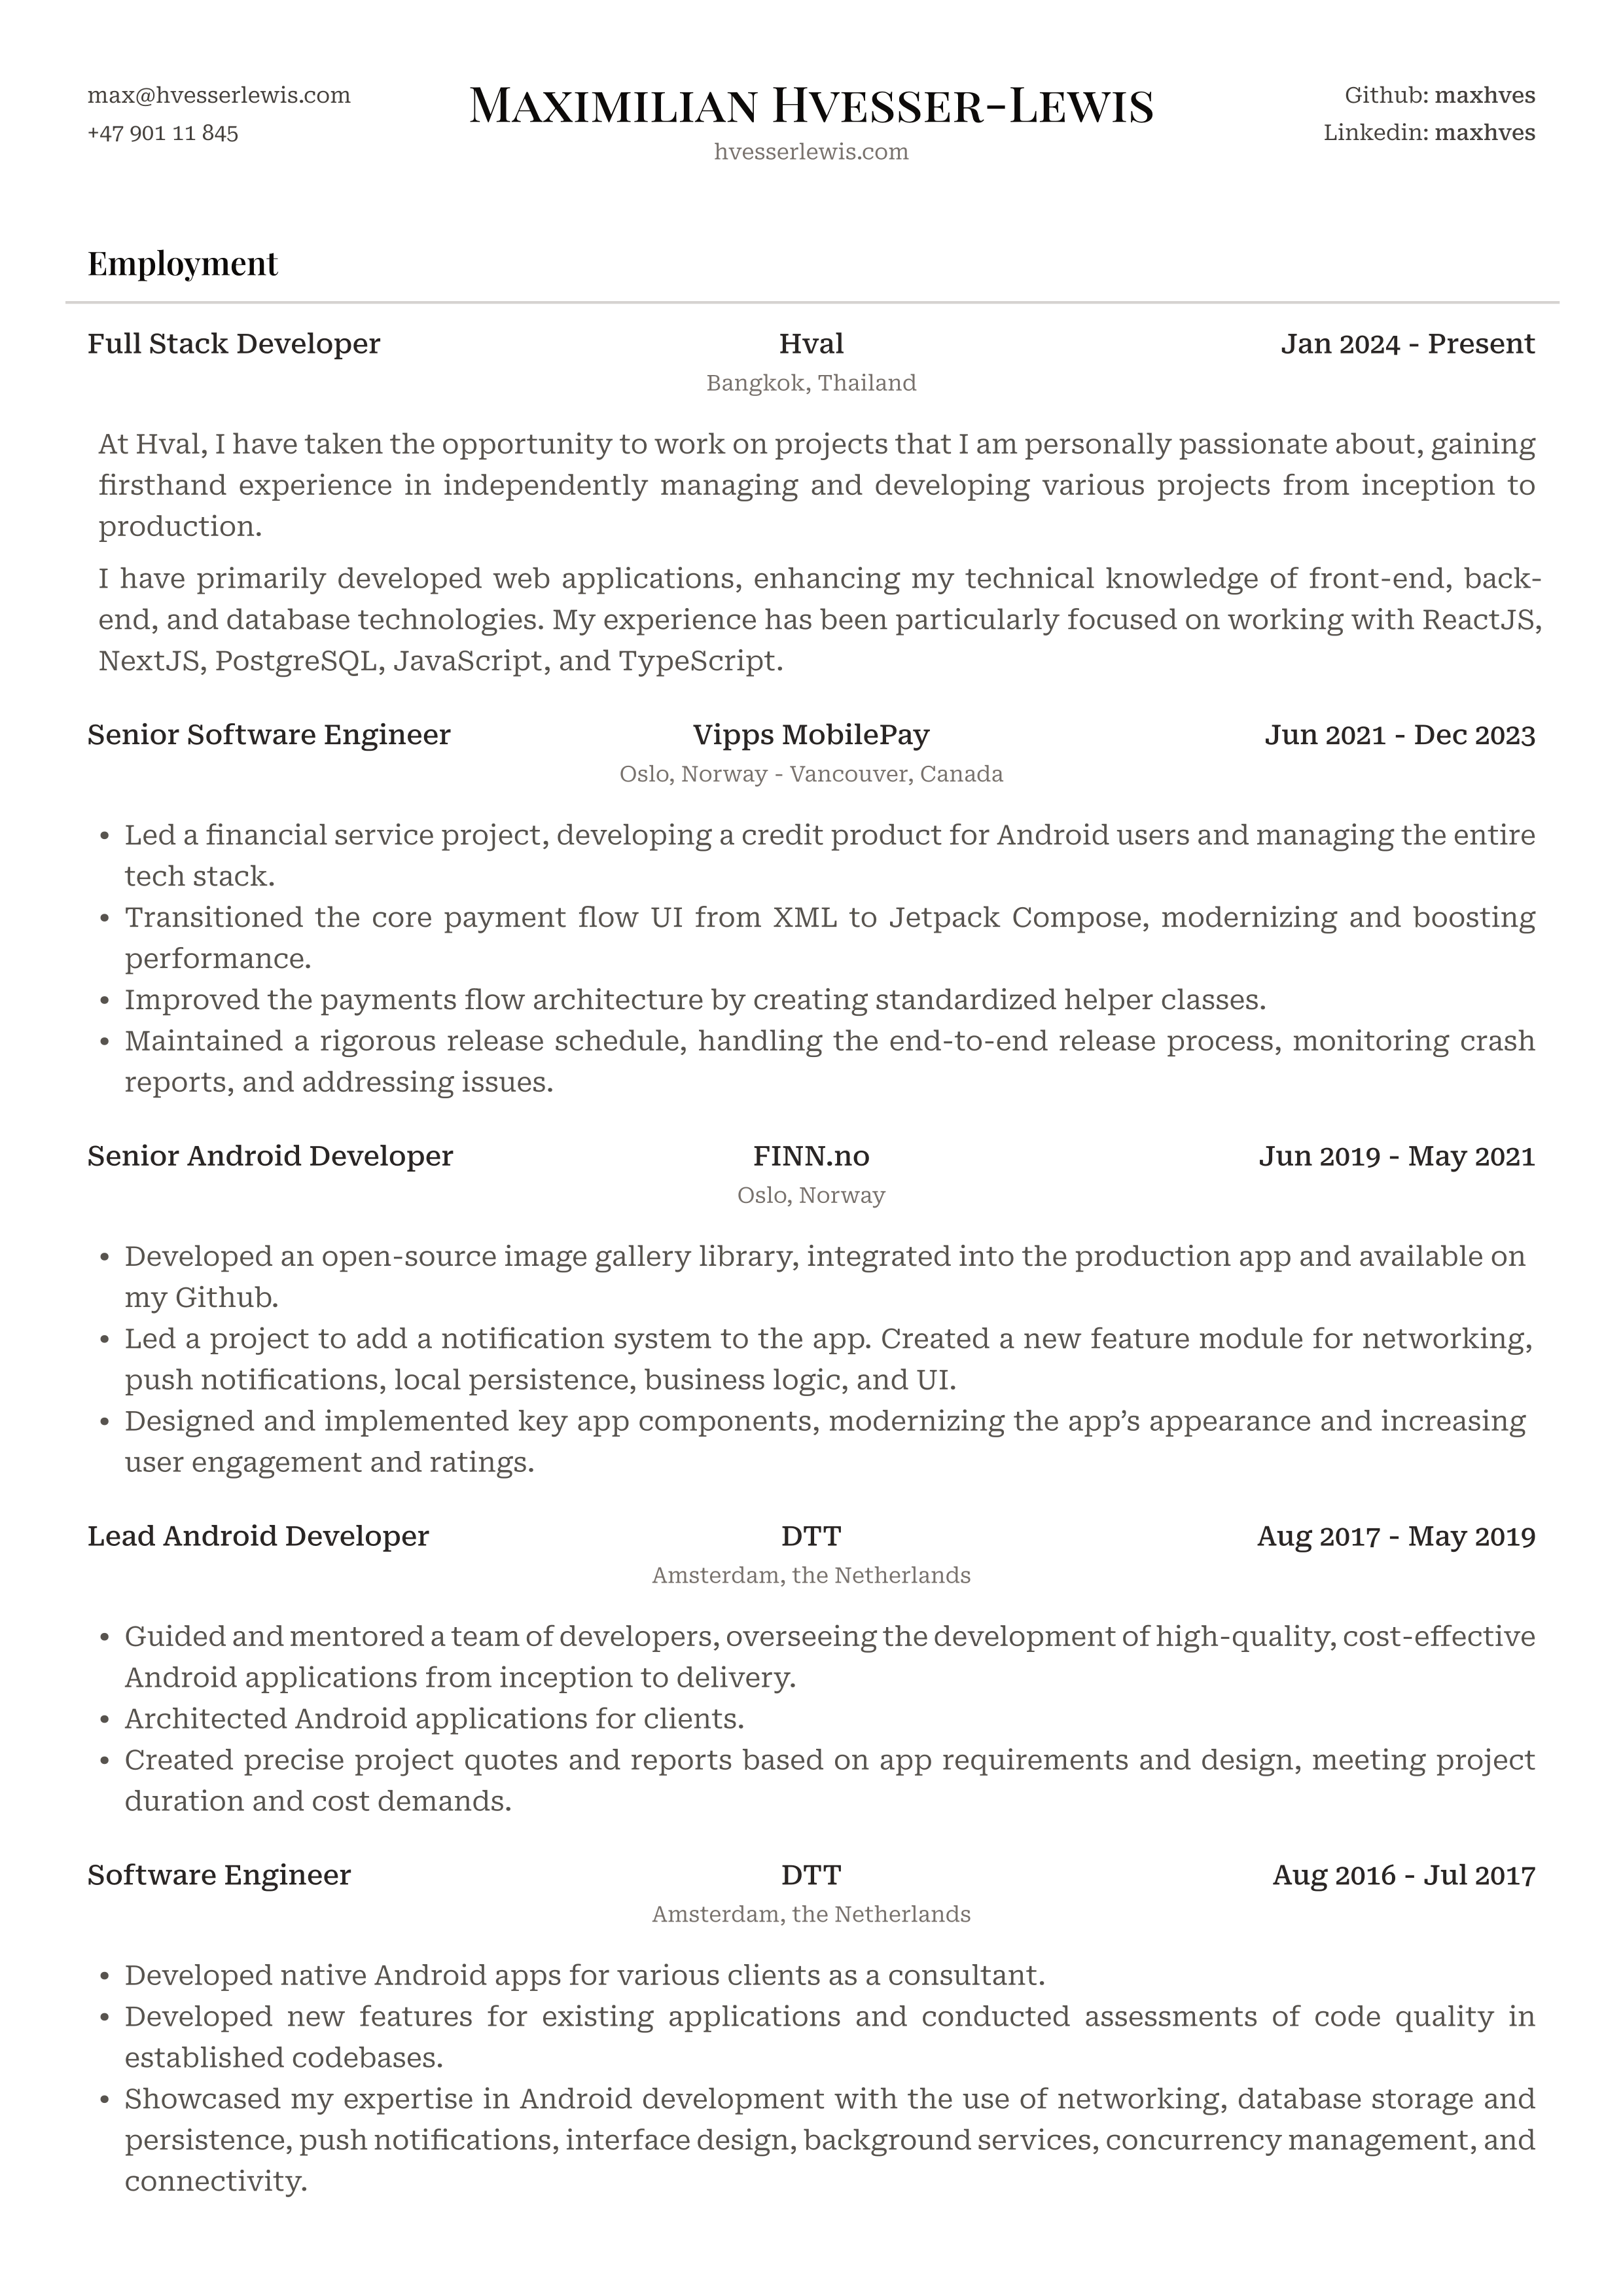 max@hvesserlewis.com
+47 901 11 845
Maximilian Hvesser-Lewis
hvesserlewis.com
Github: maxhves
Linkedin: maxhves
Employment
Full Stack Developer Hval Jan 2024 - Present
Bangkok, Thailand
At Hval, I have taken the opportunity to work on projects that I am personally passionate about, gaining
firsthand experience in independently managing and developing various projects from inception to
production.
I have primarily developed web applications, enhancing my technical knowledge of front-end, back-
end, and database technologies. My experience has been particularly focused on working with ReactJS,
NextJS, PostgreSQL, JavaScript, and TypeScript.
Senior Software Engineer Vipps MobilePay Jun 2021 - Dec 2023
Oslo, Norway - Vancouver, Canada
• Led a financial service project, developing a credit product for Android users and managing the entire
tech stack.
• Transitioned the core payment flow UI from XML to Jetpack Compose, modernizing and boosting
performance.
• Improved the payments flow architecture by creating standardized helper classes.
• Maintained a rigorous release schedule, handling the end-to-end release process, monitoring crash
reports, and addressing issues.
Senior Android Developer FINN.no Jun 2019 - May 2021
Oslo, Norway
• Developed an open-source image gallery library, integrated into the production app and available on
my Github.
• Led a project to add a notification system to the app. Created a new feature module for networking,
push notifications, local persistence, business logic, and UI.
• Designed and implemented key app components, modernizing the app’s appearance and increasing
user engagement and ratings.
Lead Android Developer DTT Aug 2017 - May 2019
Amsterdam, the Netherlands
• Guided and mentored a team of developers, overseeing the development of high-quality, cost-effective
Android applications from inception to delivery.
• Architected Android applications for clients.
• Created precise project quotes and reports based on app requirements and design, meeting project
duration and cost demands.
Software Engineer DTT Aug 2016 - Jul 2017
Amsterdam, the Netherlands
• Developed native Android apps for various clients as a consultant.
• Developed new features for existing applications and conducted assessments of code quality in
established codebases.
• Showcased my expertise in Android development with the use of networking, database storage and
persistence, push notifications, interface design, background services, concurrency management, and
connectivity.